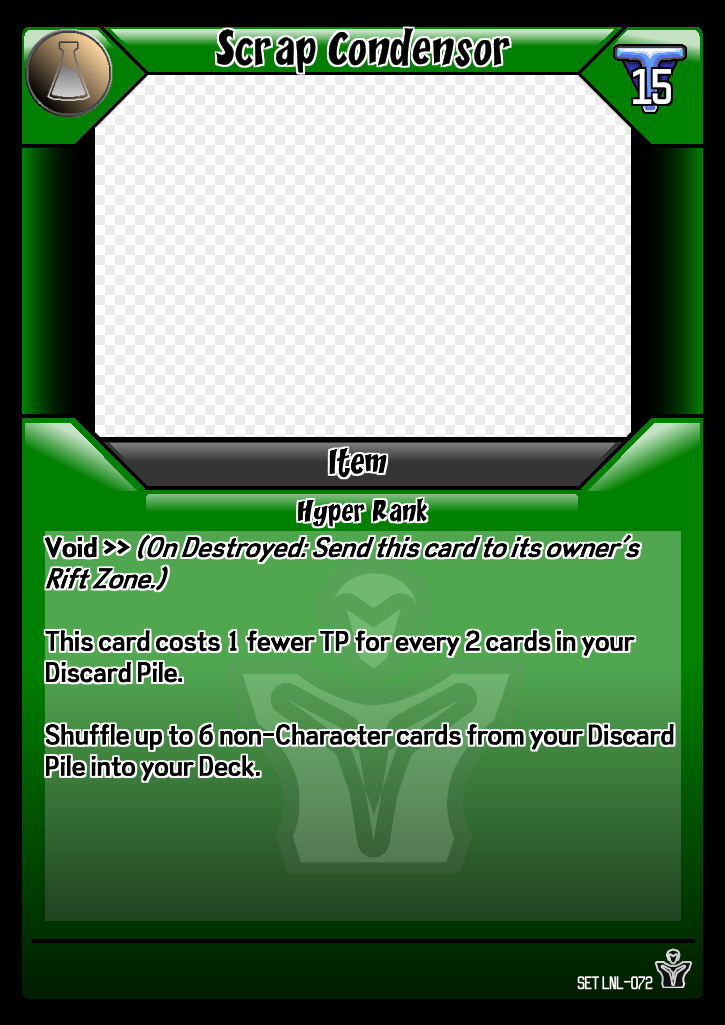 Scrap Condensor
15
Item
Hyper Rank
Void >> (On Destroyed: Send this card to its owner's
Rift Zone.)
This card costs 1 fewer TP for every 2 cards in your
Discard Pile.
Shuffle up to 6 non-Character cards from your Discard
Pile into your Deck.
SET LNL-072